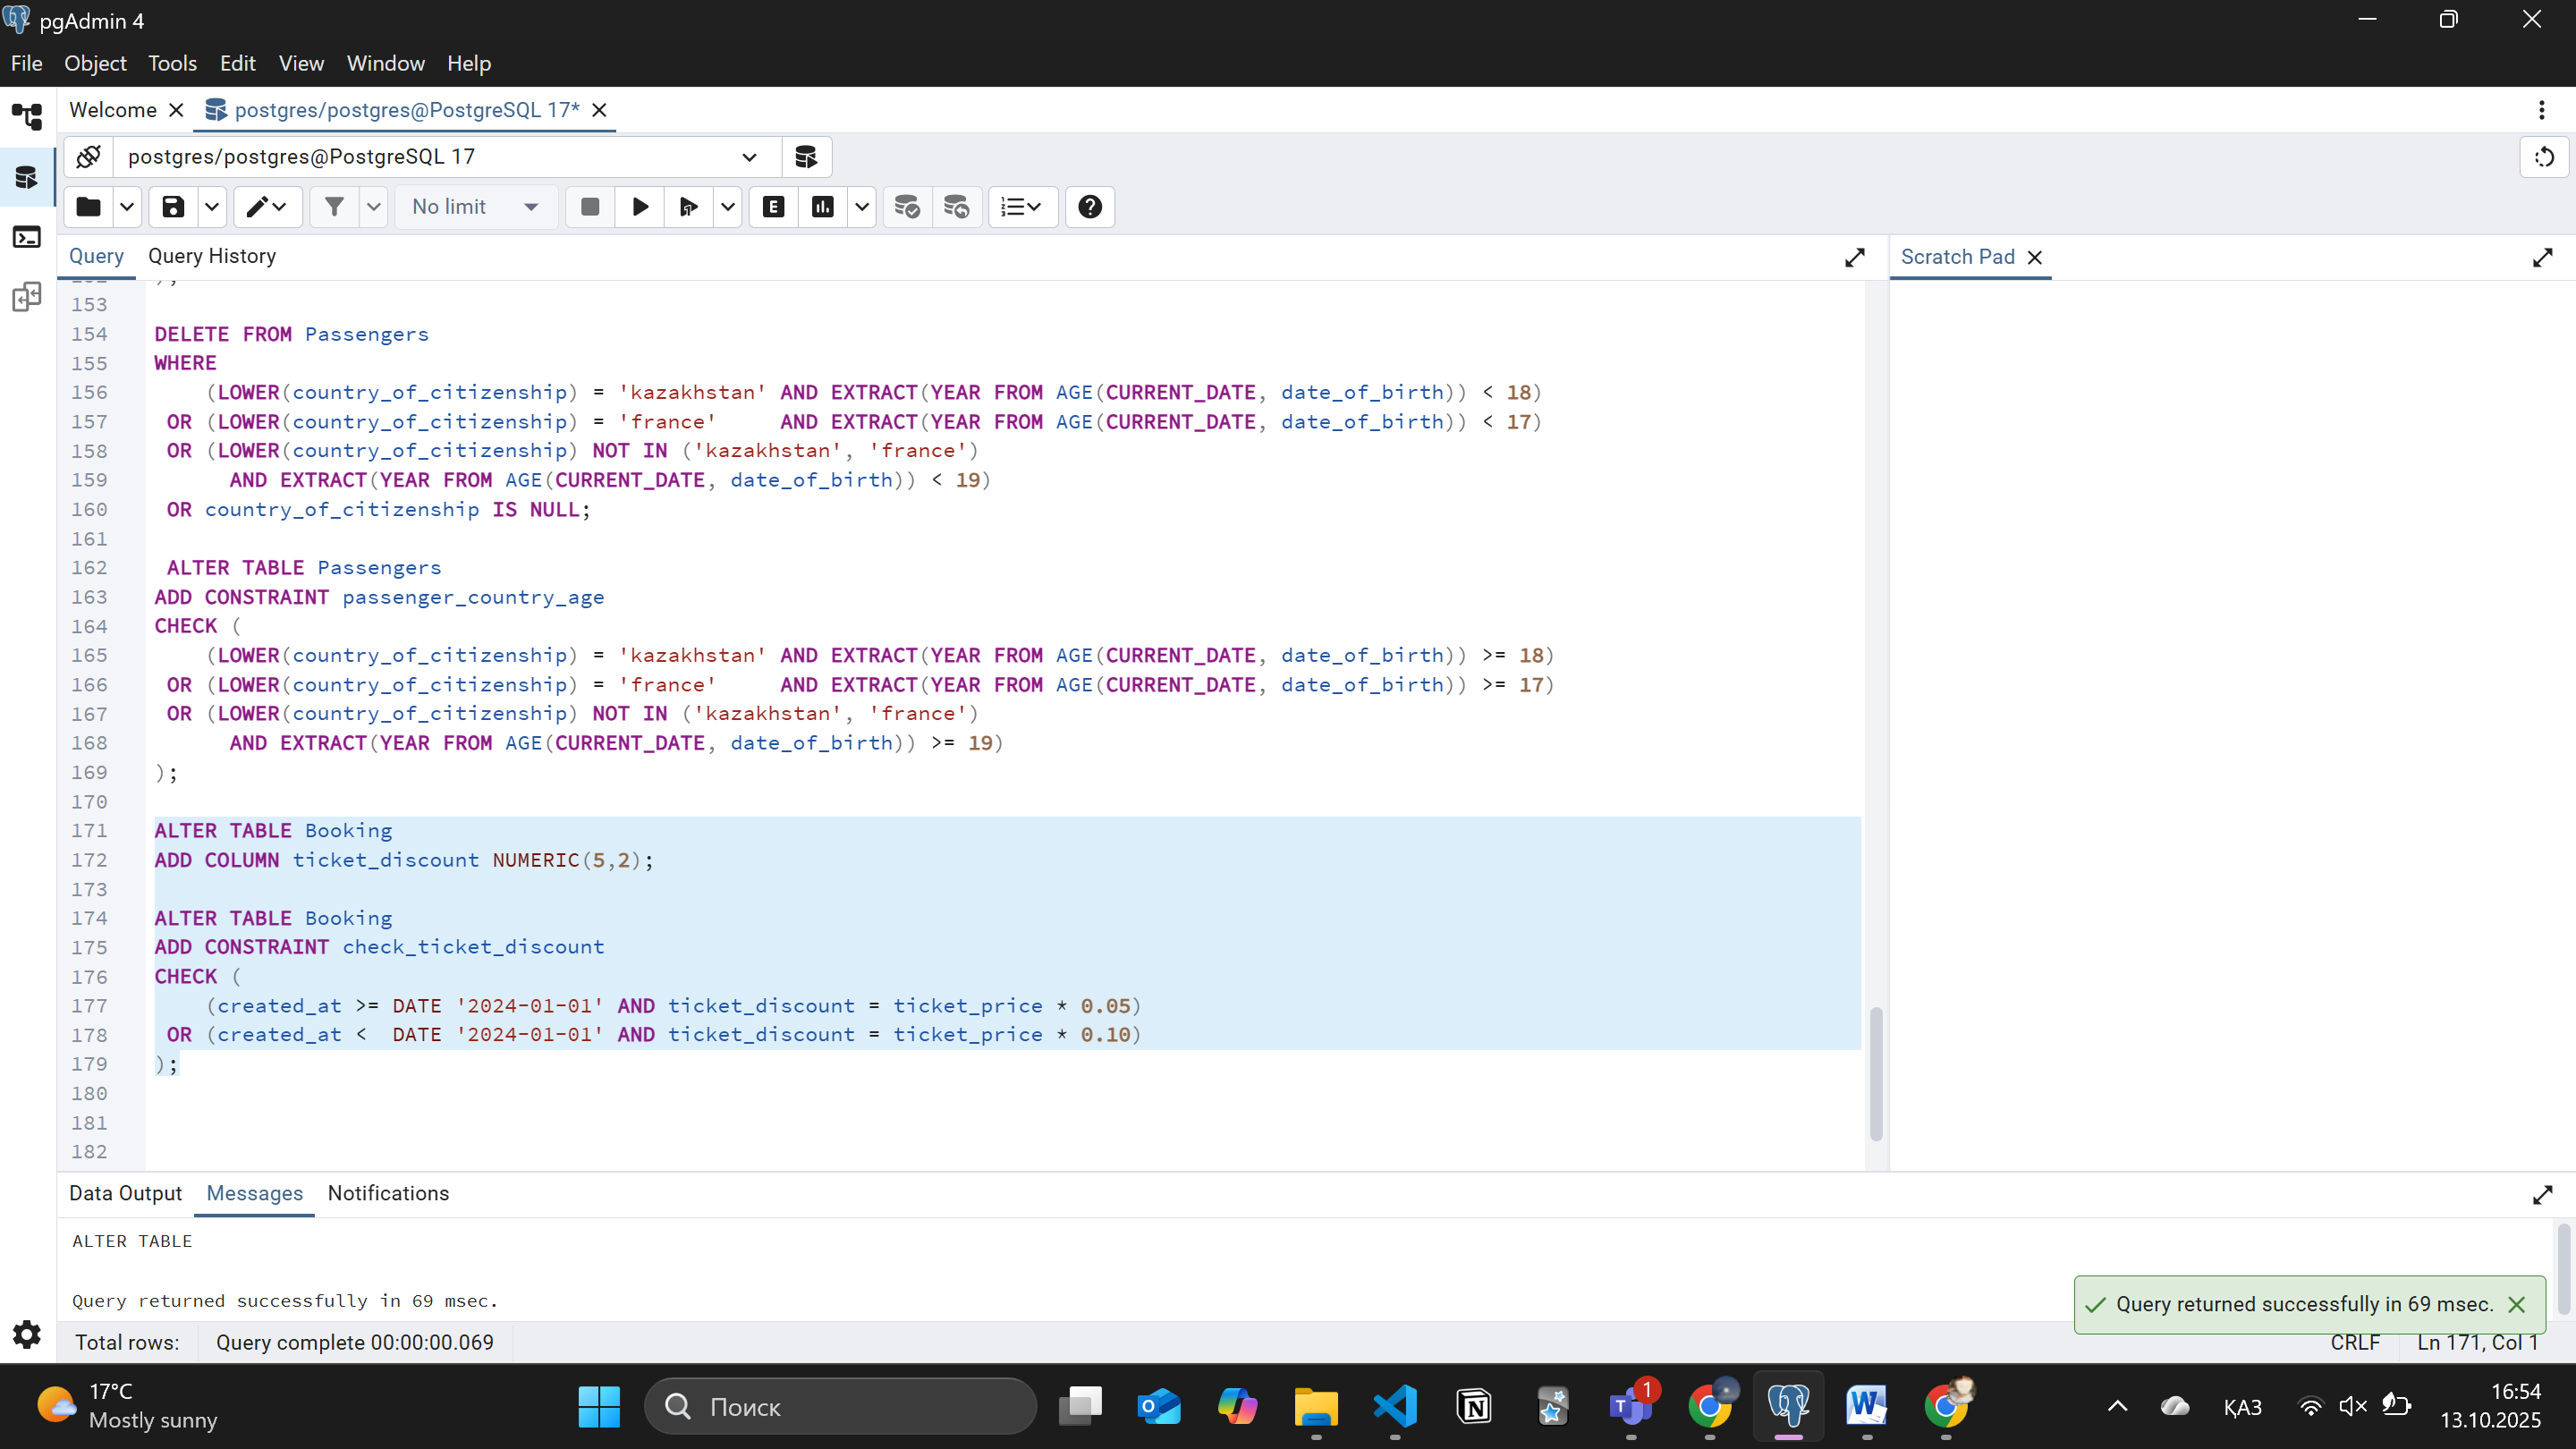 pgAdmin 4
File Object Tools Edit View Window Help
Welcome postgres/postgres@PostgreSQL 17*
postgres/postgres@PostgreSQL 17
No limit
E
Query Query History
Scratch Pad
153
154 DELETE FROM Passengers
155 WHERE
156 (LOWER(country_of_citizenship) = 'kazakhstan' AND EXTRACT(YEAR FROM AGE(CURRENT_DATE, date_of_birth)) < 18)
157 OR (LOWER(country_of_citizenship) = 'france' AND EXTRACT(YEAR FROM AGE(CURRENT_DATE, date_of_birth)) < 17)
158 OR (LOWER(country_of_citizenship) NOT IN ('kazakhstan', 'france')
159 AND EXTRACT(YEAR FROM AGE(CURRENT_DATE, date_of_birth)) < 19)
160 OR country_of_citizenship IS NULL;
161
162 ALTER TABLE Passengers
163 ADD CONSTRAINT passenger_country_age
164 CHECK (
165 (LOWER(country_of_citizenship) = 'kazakhstan' AND EXTRACT(YEAR FROM AGE(CURRENT_DATE, date_of_birth)) >= 18)
166 OR (LOWER(country_of_citizenship) = 'france' AND EXTRACT(YEAR FROM AGE(CURRENT_DATE, date_of_birth)) >= 17)
167 OR (LOWER(country_of_citizenship) NOT IN ('kazakhstan', 'france')
168 AND EXTRACT(YEAR FROM AGE(CURRENT_DATE, date_of_birth)) >= 19)
169 );
170
171 ALTER TABLE Booking
172 ADD COLUMN ticket_discount NUMERIC(5,2);
173
174 ALTER TABLE Booking
175 ADD CONSTRAINT check_ticket_discount
176 CHECK (
177 (created_at >= DATE '2024-01-01' AND ticket_discount = ticket_price * 0.05)
178 OR (created_at < DATE '2024-01-01' AND ticket_discount = ticket_price * 0.10)
179 );
180
181
182
Data Output Messages Notifications
ALTER TABLE
Query returned successfully in 69 msec.
Query returned successfully in 69 msec.
Total rows: Query complete 00:00:00.069
CRLF Ln 171, Col 1
17°C
Mostly sunny
Поиск
1
ҚАЗ
16:54
13.10.2025